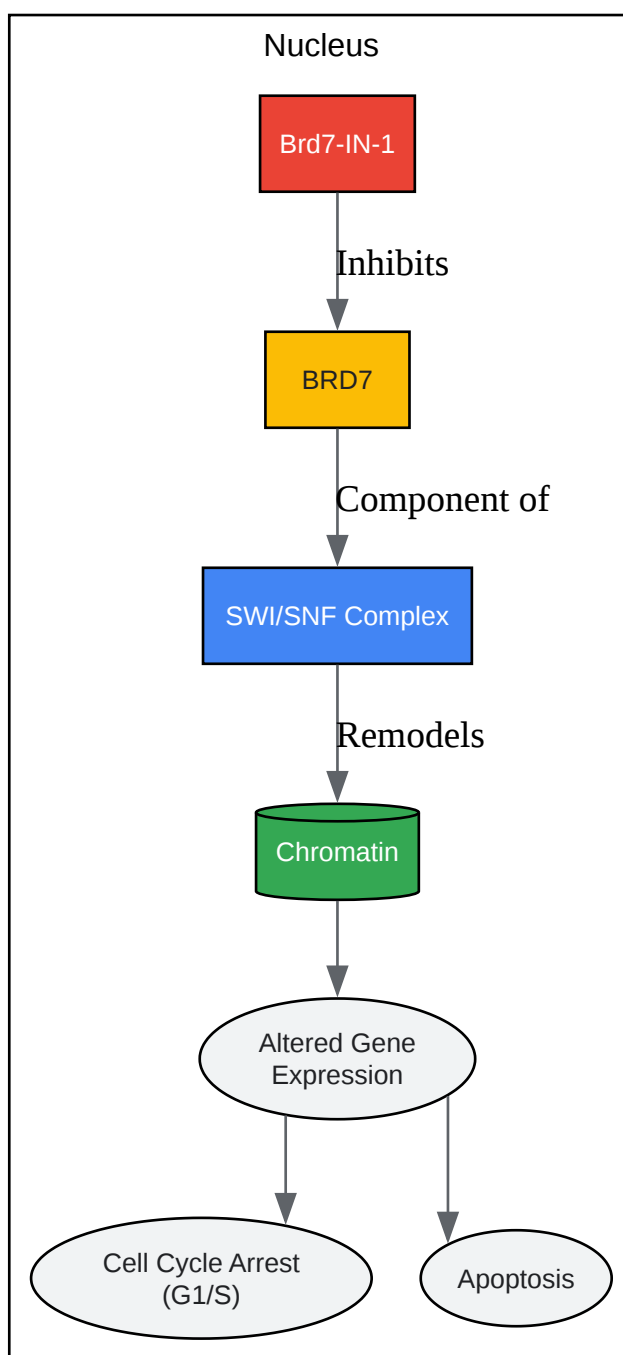 Nucleus
Brd7-IN-1
Inhibits
BRD7
Component of
SWI/SNF Complex
Remodels
Chromatin
Altered Gene
Expression
Cell Cycle Arrest
(G1/S)
Apoptosis